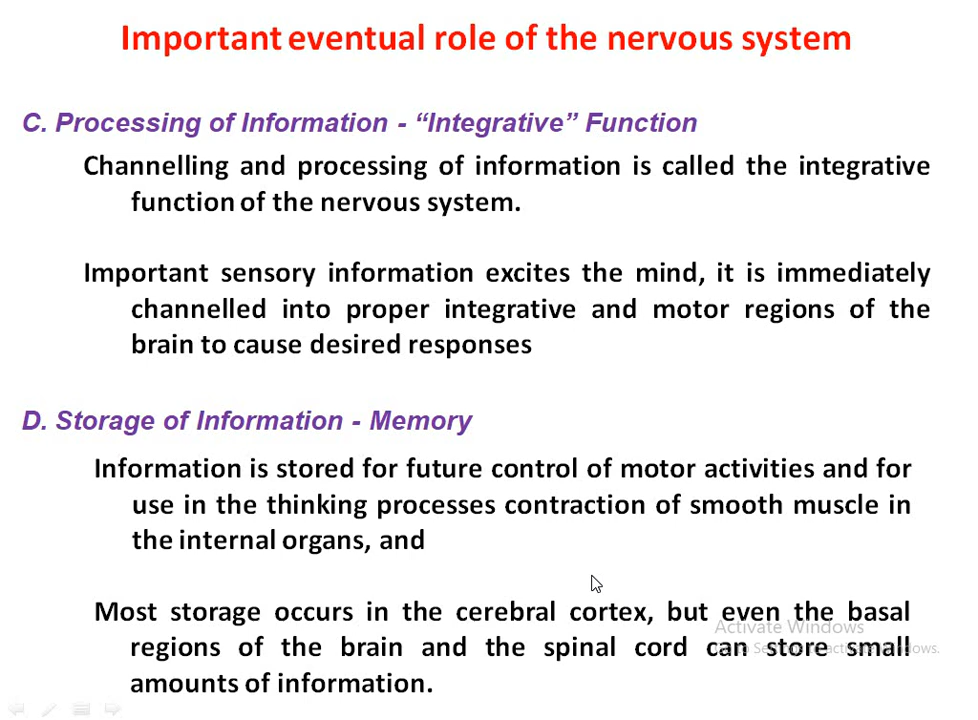 Important eventual role of the nervous system
C. Processing of Information - “Integrative” Function
Channelling and processing of information is called the integrative
function of the nervous system.
Important sensory information excites the mind, it is immediately
channelled into proper integrative and motor regions of the
brain to cause desired responses
D. Storage of Information - Memory
Information is stored for future control of motor activities and for
use in the thinking processes contraction of smooth muscle in
the internal organs, and
Most storage occurs in the cerebral cortex, but even the basal
Activate Windows
regions of the brain and the spinal cord can store small
to activate Windows.
amounts of information.